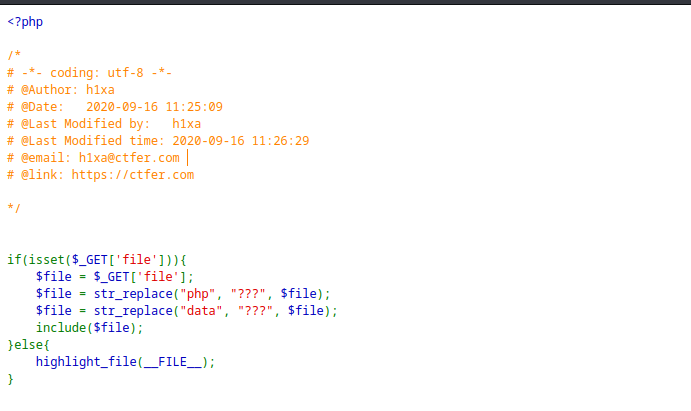 <?php
/*
# -*- coding: utf-8 -*-
# @Author: h1xa
# @Date:   2020-09-16 11:25:09
# @Last Modified by:   h1xa
# @Last Modified time: 2020-09-16 11:26:29
# @email: h1xa@ctfer.com
# @link: https://ctfer.com
*/
if(isset($_GET['file'])){
    $file = $_GET['file'];
    $file = str_replace("php", "???", $file);
    $file = str_replace("data", "???", $file);
    include($file);
}else{
    highlight_file(__FILE__);
}